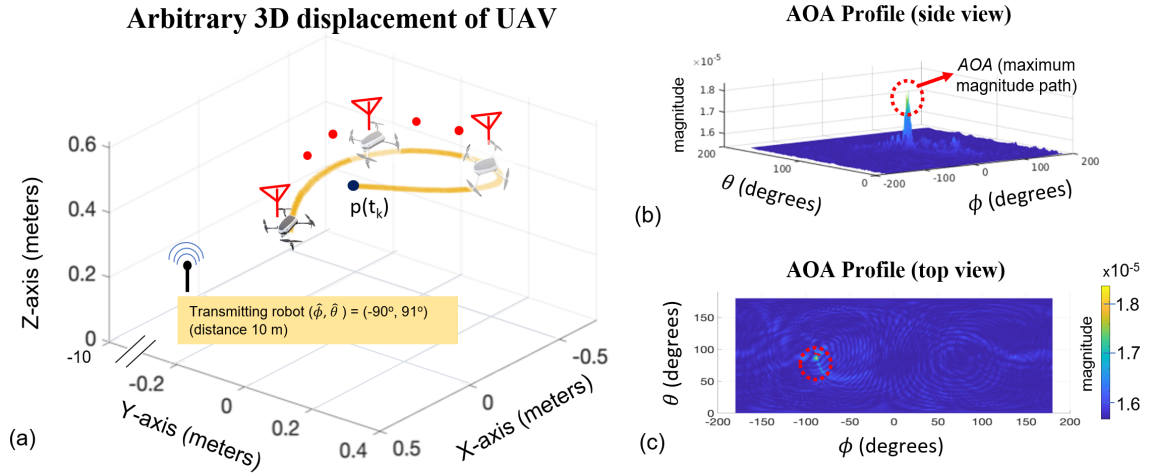 Arbitrary 3D displacement of UAV
Z-axis (meters)
0.6
0.4
0.2
0
-10
-0.2
0
0.2
0.4
Y-axis (meters)
0.5
0
-0.5
X-axis (meters)
p(tₖ)
Transmitting robot (ϕ̂, θ̂ ) = (-90º, 91º)
(distance 10 m)
(a)
AOA Profile (side view)
×10⁻⁵
magnitude
1.8
1.7
1.6
200
100
0
θ (degrees)
-200
-100
0
100
200
ϕ (degrees)
AOA (maximum
magnitude path)
(b)
AOA Profile (top view)
θ (degrees)
150
100
50
0
-200
-150
-100
-50
0
50
100
150
200
ϕ (degrees)
x10⁻⁵
1.8
1.7
1.6
magnitude
(c)